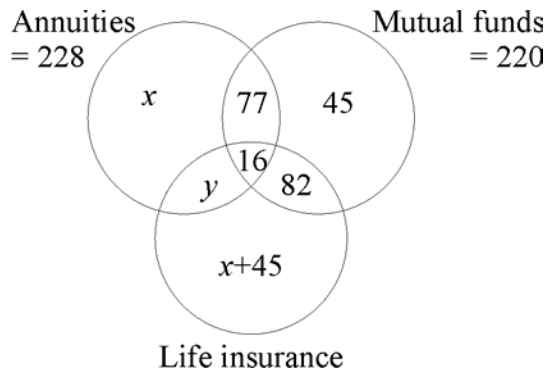 Annuities
= 228
Mutual funds
= 220
x
77
45
16
y
82
x+45
Life insurance